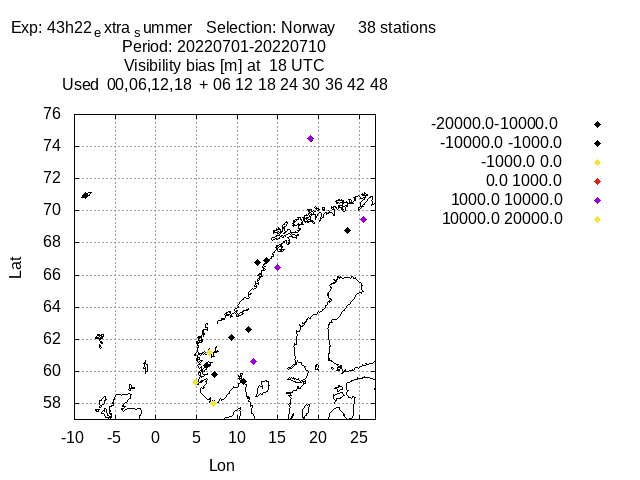 Exp: 43h22extrasummer   Selection: Norway     38 stations
Period: 20220701-20220710
Visibility bias [m] at  18 UTC
Used  00,06,12,18  + 06 12 18 24 30 36 42 48
-20000.0-10000.0
-10000.0 -1000.0
-1000.0 0.0
0.0 1000.0
1000.0 10000.0
10000.0 20000.0
76
74
72
70
68
66
64
62
60
58
Lat
-10 -5 0 5 10 15 20 25
Lon